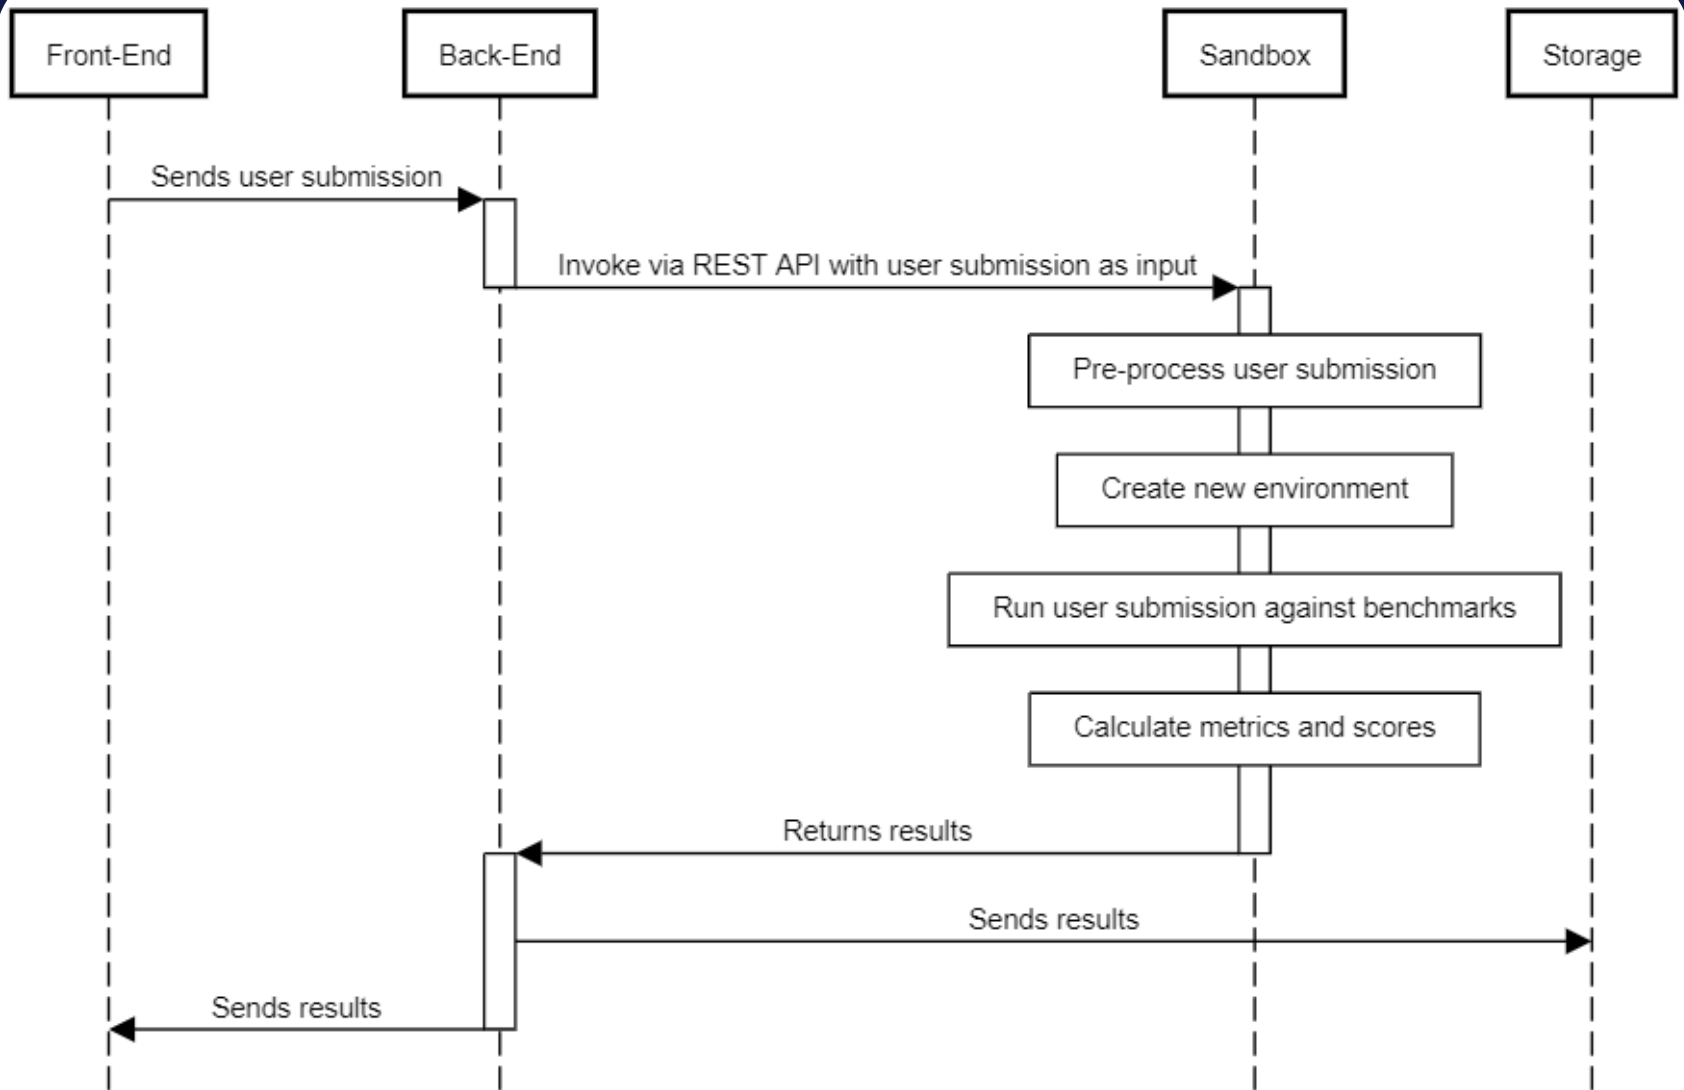 Front-End
Back-End
Sandbox
Storage
Sends user submission
Invoke via REST API with user submission as input
Pre-process user submission
Create new environment
Run user submission against benchmarks
Calculate metrics and scores
Returns results
Sends results
Sends results